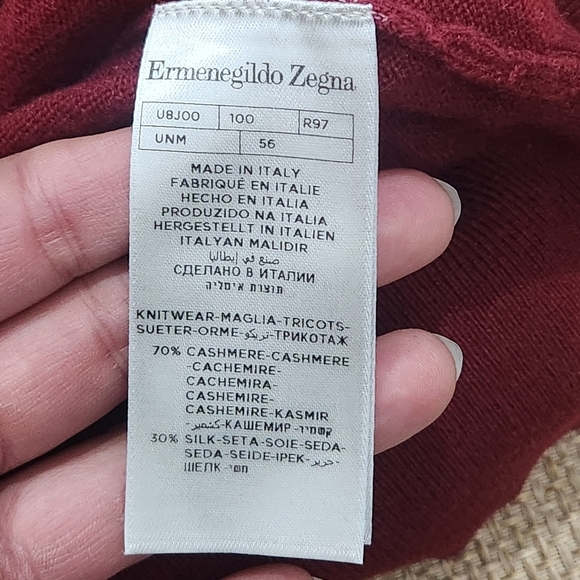 Ermenegildo Zegna
U8J00 100 R97
UNM 56
MADE IN ITALY
FABRIQUÉ EN ITALIE
HECHO EN ITALIA
PRODUZIDO NA ITALIA
HERGESTELLT IN ITALIEN
ITALYAN MALIDIR
صنع في إيطاليا
СДЕЛАНО В ИТАЛИИ
תוצרת איטליה
KNITWEAR-MAGLIA-TRICOTS-
SUETER-ORME-تريكو-ТРИКОТАЖ
70% CASHMERE-CASHMERE
-CACHEMIRE-
CACHEMIRA-
CASHEMIRE-
CASHEMIRE-KASMIR
-كشمير-КАШЕМИР-קשמיר
30% SILK-SETA-SOIE-SEDA-
SEDA-SEIDE-IPEK-حرير-
ШЕЛК-משי